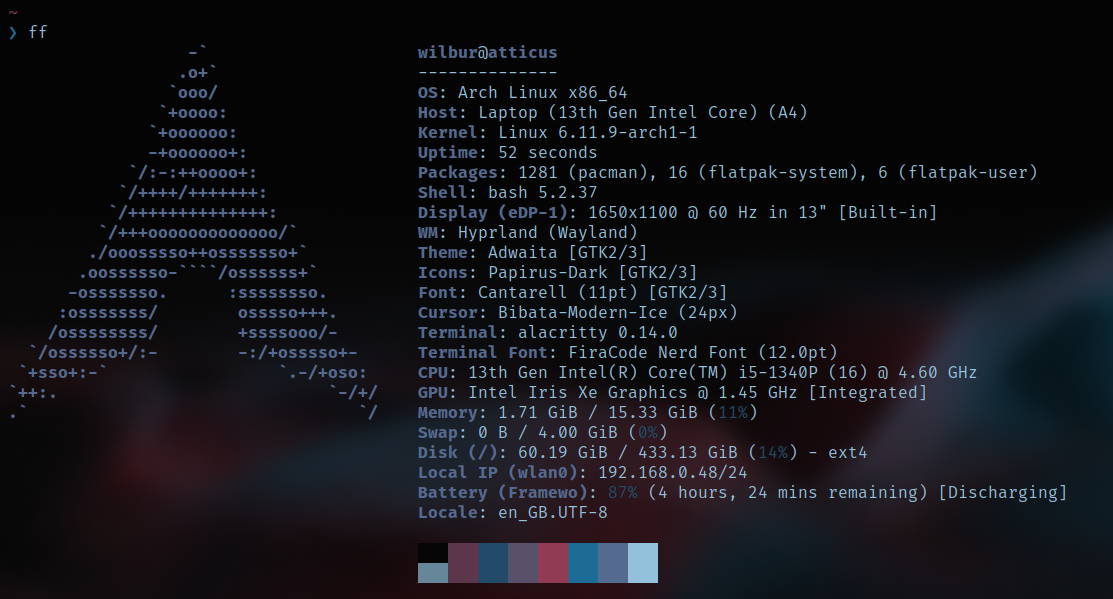 ~
❯ ff
                  -`
                 .o+`
                `ooo/
               `+oooo:
              `+oooooo:
              -+oooooo+:
            `/:-:++oooo+:
           `/++++/+++++++:
          `/++++++++++++++:
         `/+++ooooooooooooo/`
        ./ooosssso++osssssso+`
       .oossssso-````/ossssss+`
      -osssssso.      :ssssssso.
     :osssssss/        osssso+++.
    /ossssssss/        +ssssooo/-
  `/ossssso+/:-        -:/+osssso+-
 `+sso+:-`                 `.-/+oso:
`++:.                           `-/+/
.`                                 `/
wilbur@atticus
--------------
OS: Arch Linux x86_64
Host: Laptop (13th Gen Intel Core) (A4)
Kernel: Linux 6.11.9-arch1-1
Uptime: 52 seconds
Packages: 1281 (pacman), 16 (flatpak-system), 6 (flatpak-user)
Shell: bash 5.2.37
Display (eDP-1): 1650x1100 @ 60 Hz in 13" [Built-in]
WM: Hyprland (Wayland)
Theme: Adwaita [GTK2/3]
Icons: Papirus-Dark [GTK2/3]
Font: Cantarell (11pt) [GTK2/3]
Cursor: Bibata-Modern-Ice (24px)
Terminal: alacritty 0.14.0
Terminal Font: FiraCode Nerd Font (12.0pt)
CPU: 13th Gen Intel(R) Core(TM) i5-1340P (16) @ 4.60 GHz
GPU: Intel Iris Xe Graphics @ 1.45 GHz [Integrated]
Memory: 1.71 GiB / 15.33 GiB (11%)
Swap: 0 B / 4.00 GiB (0%)
Disk (/): 60.19 GiB / 433.13 GiB (14%) - ext4
Local IP (wlan0): 192.168.0.48/24
Battery (Framewo): 87% (4 hours, 24 mins remaining) [Discharging]
Locale: en_GB.UTF-8